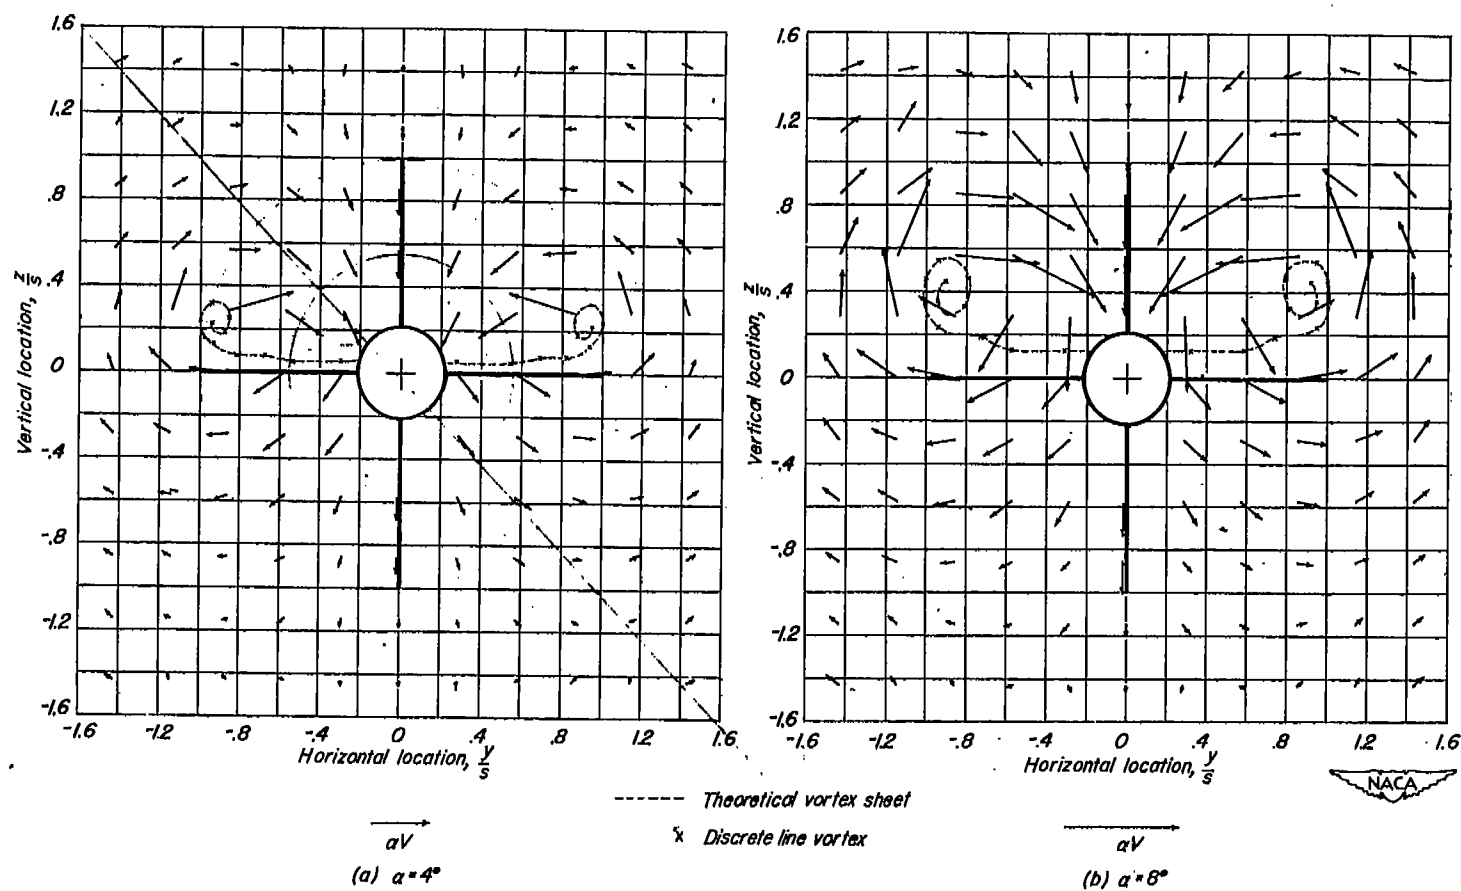 1.6
1.2
.8
.4
0
-.4
-.8
-1.2
-1.6
Vertical location, z/s
-1.6 -1.2 -.8 -.4 0 .4 .8 1.2 1.6
Horizontal location, y/s
αV
(a) α=4°
1.6
1.2
.8
.4
0
-.4
-.8
-1.2
-1.6
Vertical location, z/s
-1.6 -1.2 -.8 -.4 0 .4 .8 1.2 1.6
Horizontal location, y/s
NACA
Theoretical vortex sheet
x Discrete line vortex
αV
(b) α=8°